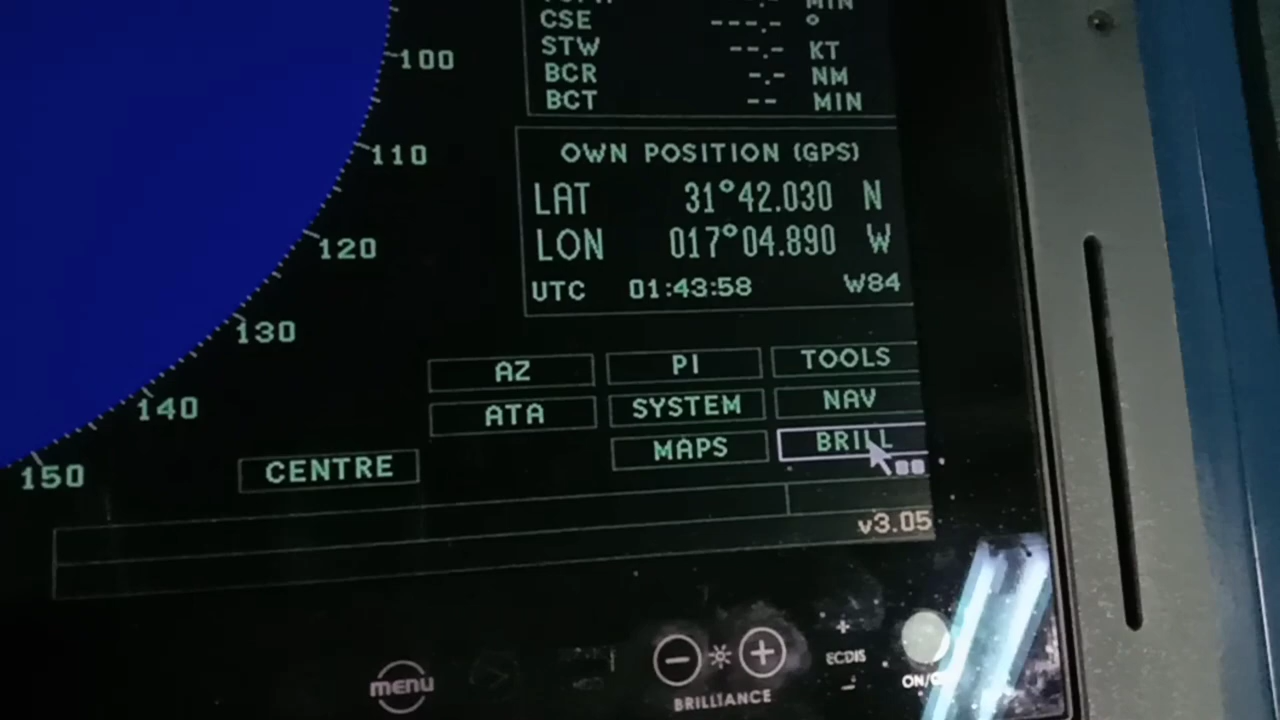 CSE ---.- °
STW --.- KT
BCR -.- NM
BCT -- MIN
OWN POSITION (GPS)
LAT 31°42.030 N
LON 017°04.890 W
UTC 01:43:58 W84
100
110
120
130
140
150
AZ PI TOOLS
ATA SYSTEM NAV
MAPS BRILL
CENTRE
v3.05
menu
BRILLIANCE
+
ECDIS
-